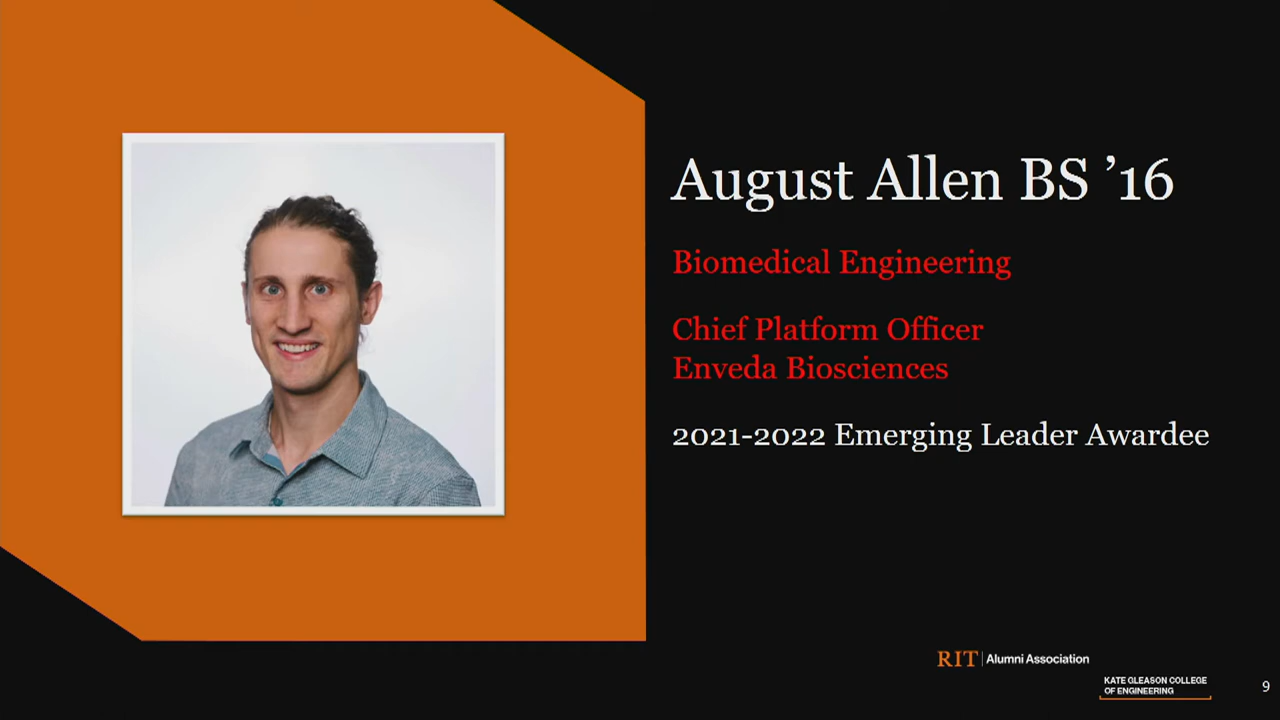 August Allen BS ’16
Biomedical Engineering
Chief Platform Officer
Enveda Biosciences
2021-2022 Emerging Leader Awardee
RIT | Alumni Association
KATE GLEASON COLLEGE
OF ENGINEERING
9